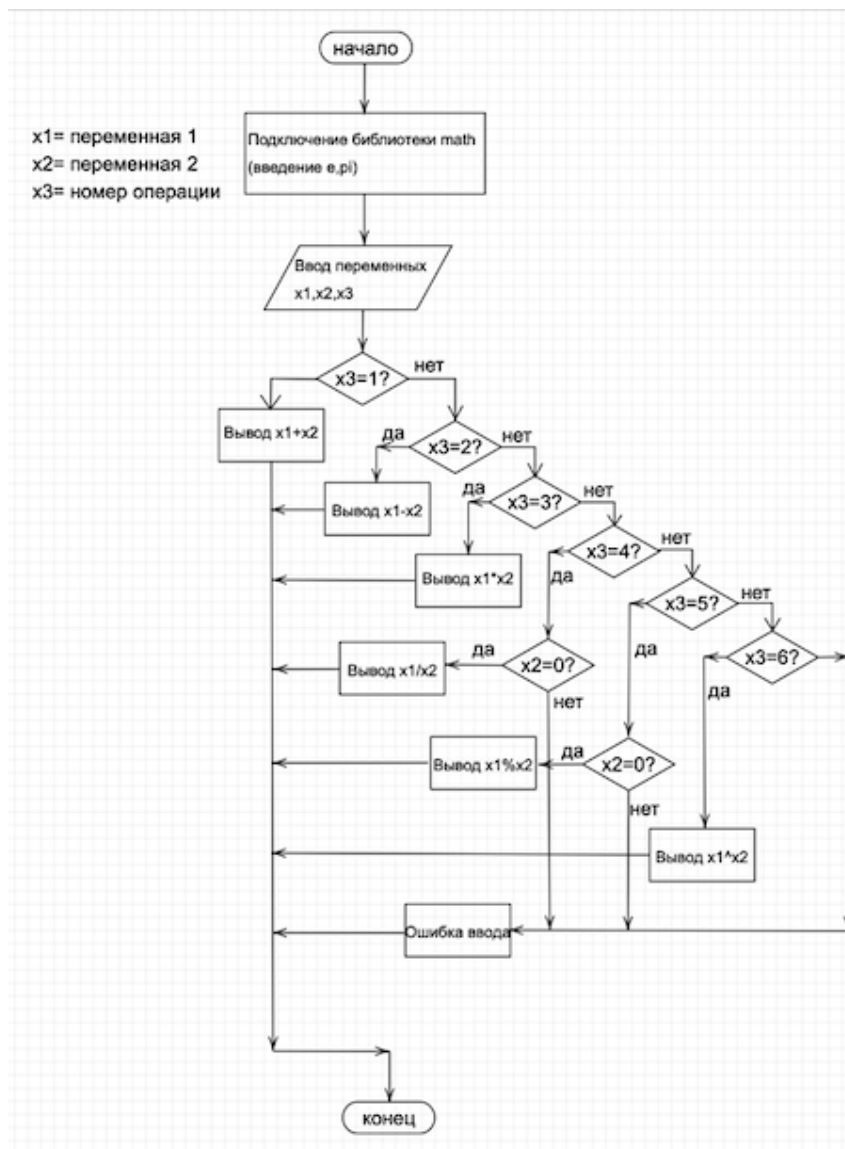 начало
x1= переменная 1
x2= переменная 2
x3= номер операции
Подключение библиотеки math
(введение e,pi)
Ввод переменных
x1,x2,x3
x3=1?
нет
Вывод x1+x2
да
x3=2?
нет
Вывод x1-x2
да
x3=3?
нет
Вывод x1*x2
x3=4?
нет
да
x3=5?
нет
да
x3=6?
да
Вывод x1/x2
да
x2=0?
нет
Вывод x1%x2
да
x2=0?
нет
Вывод x1^x2
Ошибка ввода
конец